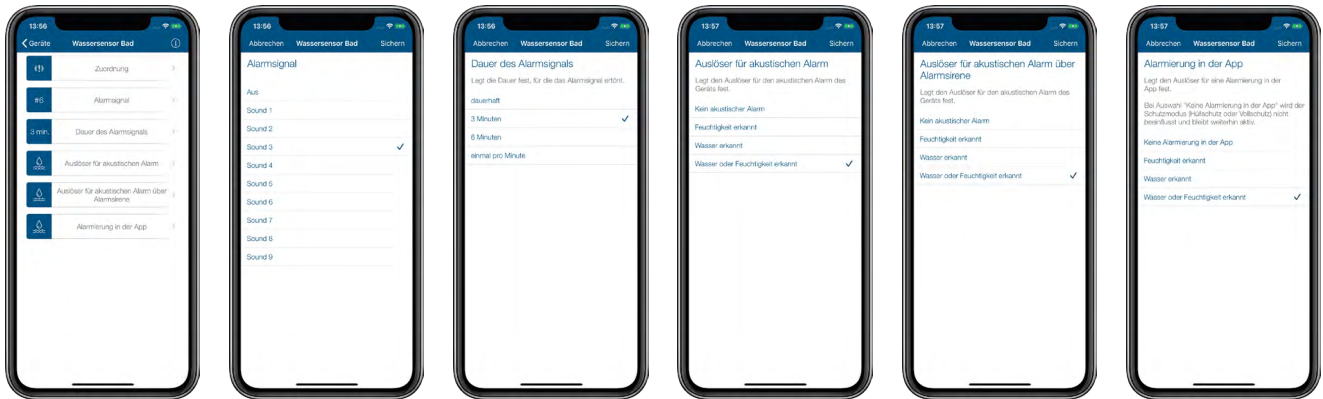 13:56
Geräte Wassersensor Bad
Zuordnung
#6 Alarmsignal
3 min. Dauer des Alarmsignals
Auslöser für akustischen Alarm
Auslöser für akustischen Alarm über
Alarmsirene
Alarmierung in der App
13:56
Abbrechen Wassersensor Bad Sichern
Alarmsignal
Aus
Sound 1
Sound 2
Sound 3
Sound 4
Sound 5
Sound 6
Sound 7
Sound 8
Sound 9
13:56
Abbrechen Wassersensor Bad Sichern
Dauer des Alarmsignals
Legt die Dauer fest, für die das Alarmsignal ertönt.
dauerhaft
3 Minuten
6 Minuten
einmal pro Minute
13:57
Abbrechen Wassersensor Bad Sichern
Auslöser für akustischen Alarm
Legt den Auslöser für den akustischen Alarm des
Geräts fest.
Kein akustischer Alarm
Feuchtigkeit erkannt
Wasser erkannt
Wasser oder Feuchtigkeit erkannt
13:57
Abbrechen Wassersensor Bad Sichern
Auslöser für akustischen Alarm über
Alarmsirene
Legt den Auslöser für den akustischen Alarm des
Geräts fest.
Kein akustischer Alarm
Feuchtigkeit erkannt
Wasser erkannt
Wasser oder Feuchtigkeit erkannt
13:57
Abbrechen Wassersensor Bad Sichern
Alarmierung in der App
Legt den Auslöser für eine Alarmierung in der
App fest.
Bei Auswahl "Keine Alarmierung in der App" wird der
Schutzmodus (Hüllschutz oder Vollschutz) nicht
beeinflusst und bleibt weiterhin aktiv.
Keine Alarmierung in der App
Feuchtigkeit erkannt
Wasser erkannt
Wasser oder Feuchtigkeit erkannt